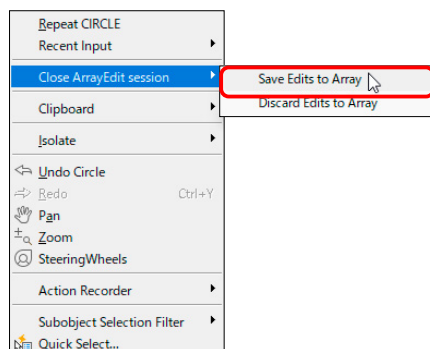 Repeat CIRCLE
Recent Input
Close ArrayEdit session
Save Edits to Array
Discard Edits to Array
Clipboard
Isolate
Undo Circle
Redo Ctrl+Y
Pan
Zoom
SteeringWheels
Action Recorder
Subobject Selection Filter
Quick Select...